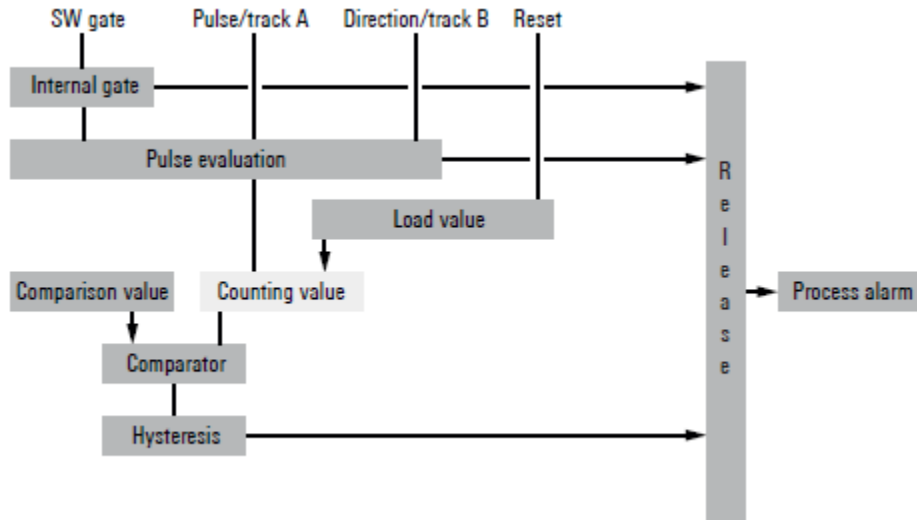 SW gate
Pulse/track A
Direction/track B
Reset
Internal gate
Pulse evaluation
Load value
Comparison value
Counting value
Release
Process alarm
Comparator
Hysteresis